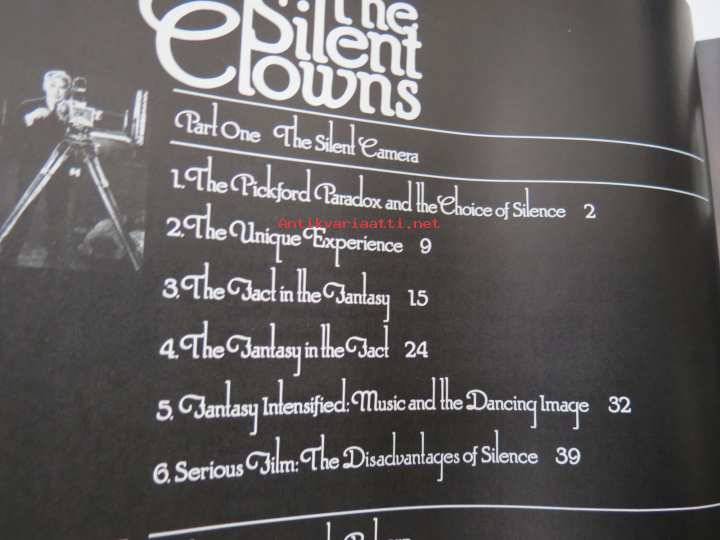 The
Silent
Clowns
Part One The Silent Camera
1. The Pickford Paradox and the Choice of Silence 2
Antikvariaatti.net
2. The Unique Experience 9
3. The Fact in the Fantasy 15
4. The Fantasy in the Fact 24
5. Fantasy Intensified: Music and the Dancing Image 32
6. Serious Film: The Disadvantages of Silence 39